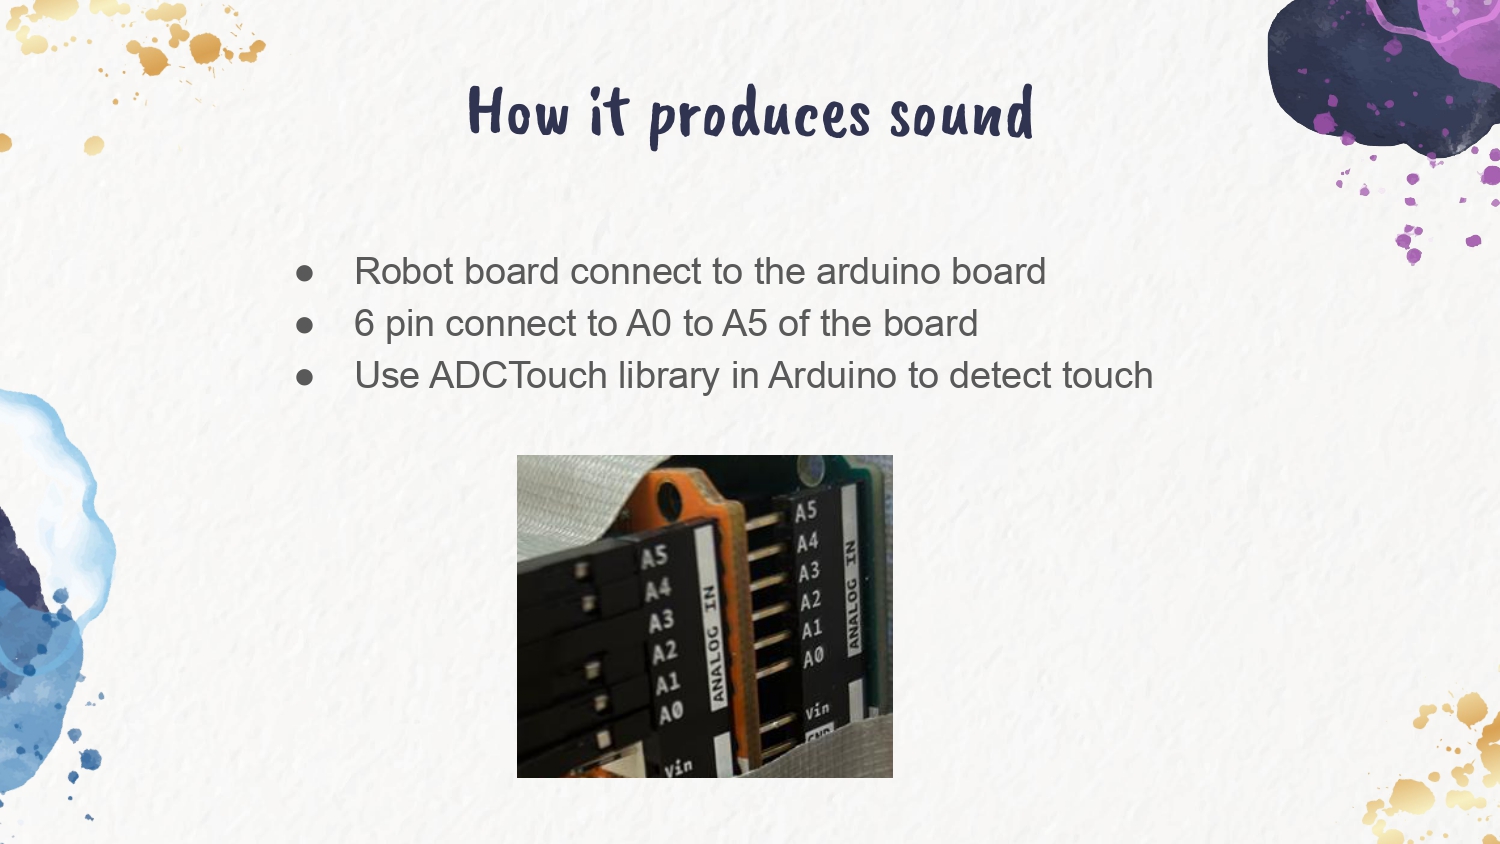 How it produces sound
● Robot board connect to the arduino board
● 6 pin connect to A0 to A5 of the board
● Use ADCTouch library in Arduino to detect touch
A5
A4
A3
A2
A1
A0
Vin
ANALOG IN
A5
A4
A3
A2
A1
A0
Vin
GND
ANALOG IN